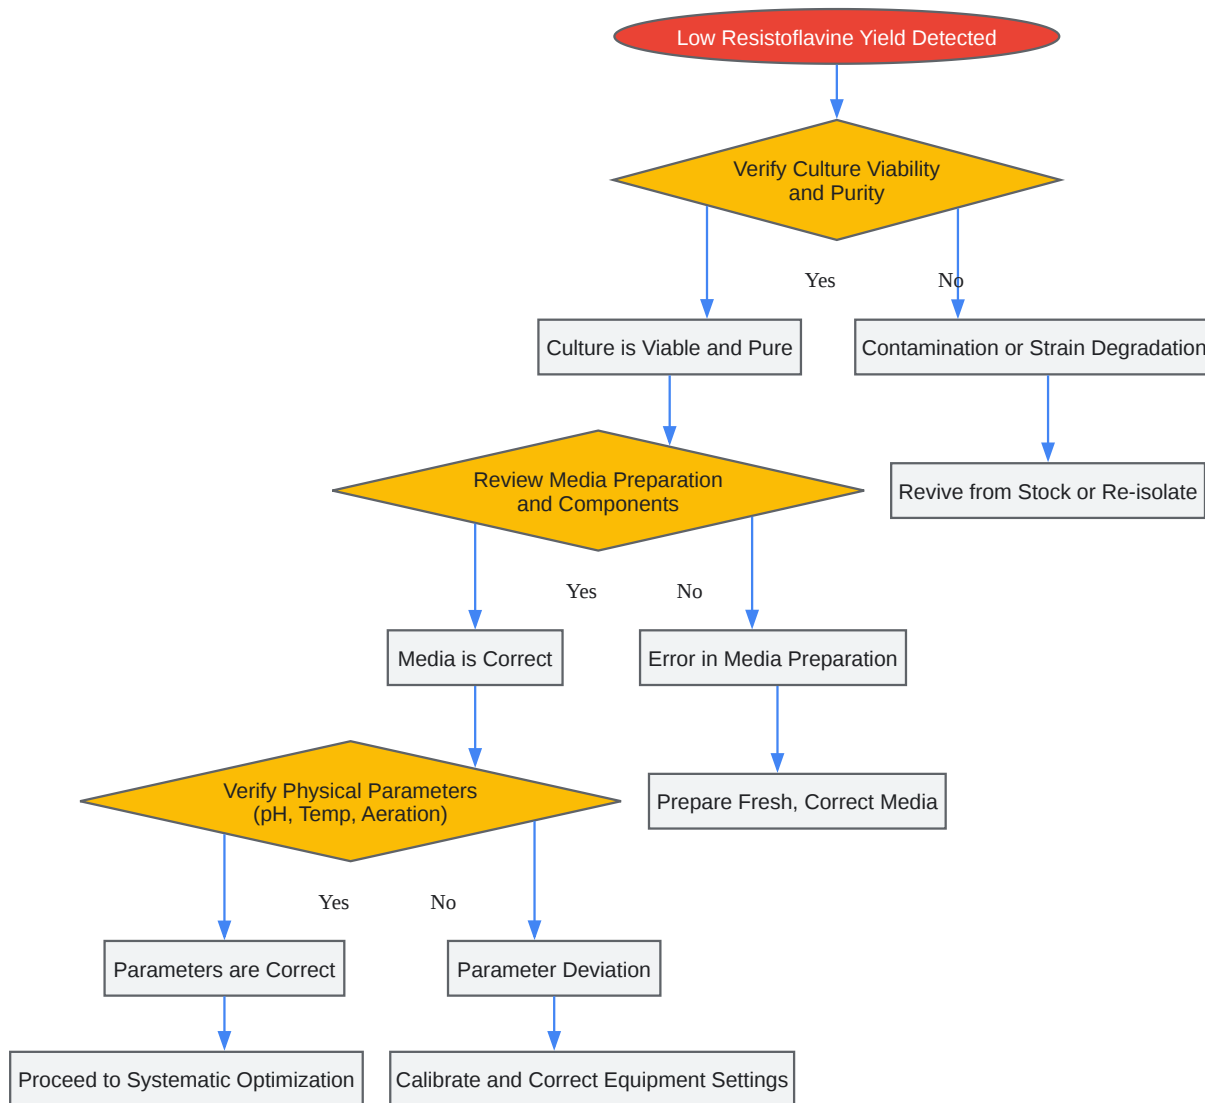 Low Resistoflavine Yield Detected
Verify Culture Viability
and Purity
Yes
No
Culture is Viable and Pure
Contamination or Strain Degradation
Review Media Preparation
and Components
Revive from Stock or Re-isolate
Yes
No
Media is Correct
Error in Media Preparation
Verify Physical Parameters
(pH, Temp, Aeration)
Prepare Fresh, Correct Media
Yes
No
Parameters are Correct
Parameter Deviation
Proceed to Systematic Optimization
Calibrate and Correct Equipment Settings